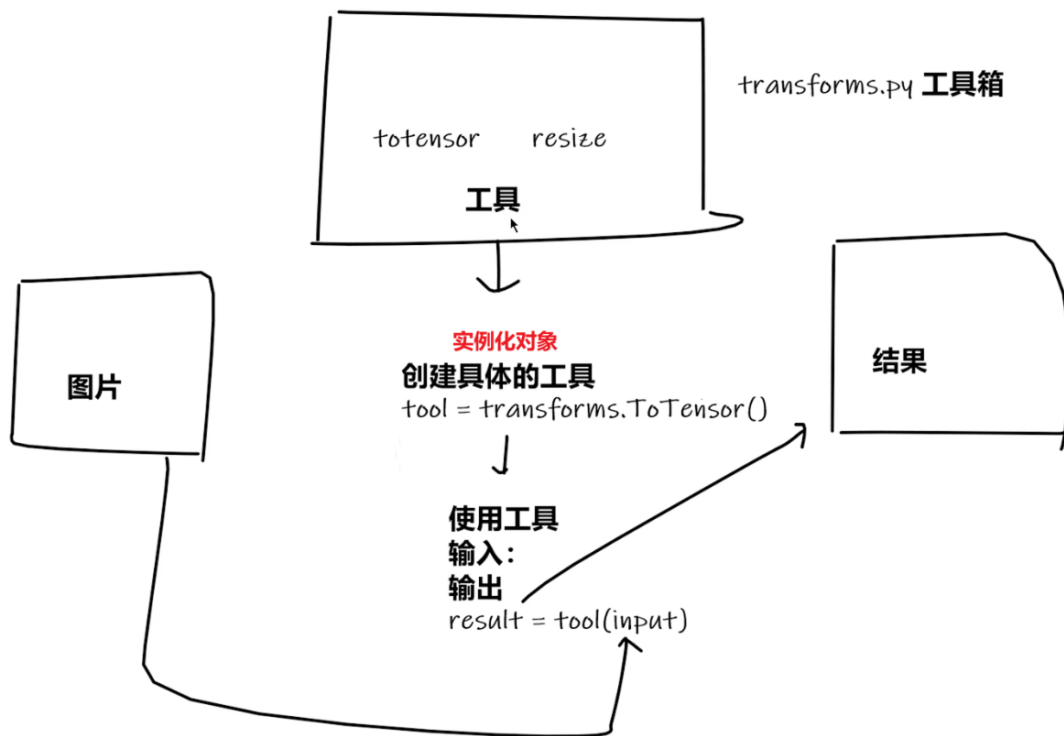 transforms.py 工具箱
totensor resize
工具
图片
实例化对象
创建具体的工具
tool = transforms.ToTensor()
结果
使用工具
输入：
输出
result = tool(input)